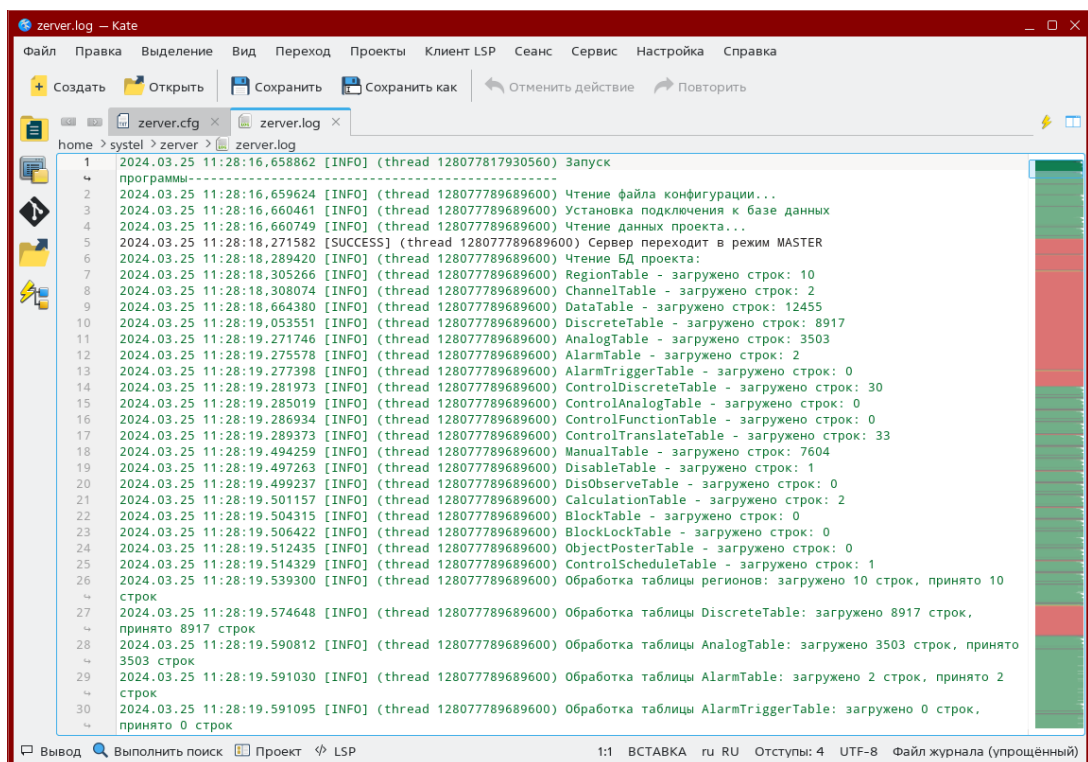 zerver.log — Kate
Файл Правка Выделение Вид Переход Проекты Клиент LSP Сеанс Сервис Настройка Справка
Создать Открыть Сохранить Сохранить как Отменить действие Повторить
zerver.cfg zerver.log
home > systel > zerver > zerver.log
1 2024.03.25 11:28:16,658862 [INFO] (thread 128077817930560) Запуск
программы-------------------------------------------------
2 2024.03.25 11:28:16,659624 [INFO] (thread 128077789689600) Чтение файла конфигурации...
3 2024.03.25 11:28:16,660461 [INFO] (thread 128077789689600) Установка подключения к базе данных
4 2024.03.25 11:28:16,660749 [INFO] (thread 128077789689600) Чтение данных проекта...
5 2024.03.25 11:28:18,271582 [SUCCESS] (thread 128077789689600) Сервер переходит в режим MASTER
6 2024.03.25 11:28:18,289420 [INFO] (thread 128077789689600) Чтение БД проекта:
7 2024.03.25 11:28:18,305266 [INFO] (thread 128077789689600) RegionTable - загружено строк: 10
8 2024.03.25 11:28:18,308074 [INFO] (thread 128077789689600) ChannelTable - загружено строк: 2
9 2024.03.25 11:28:18,664380 [INFO] (thread 128077789689600) DataTable - загружено строк: 12455
10 2024.03.25 11:28:19,053551 [INFO] (thread 128077789689600) DiscreteTable - загружено строк: 8917
11 2024.03.25 11:28:19.271746 [INFO] (thread 128077789689600) AnalogTable - загружено строк: 3503
12 2024.03.25 11:28:19.275578 [INFO] (thread 128077789689600) AlarmTable - загружено строк: 2
13 2024.03.25 11:28:19.277398 [INFO] (thread 128077789689600) AlarmTriggerTable - загружено строк: 0
14 2024.03.25 11:28:19.281973 [INFO] (thread 128077789689600) ControlDiscreteTable - загружено строк: 30
15 2024.03.25 11:28:19.285019 [INFO] (thread 128077789689600) ControlAnalogTable - загружено строк: 0
16 2024.03.25 11:28:19.286934 [INFO] (thread 128077789689600) ControlFunctionTable - загружено строк: 0
17 2024.03.25 11:28:19.289373 [INFO] (thread 128077789689600) ControlTranslateTable - загружено строк: 33
18 2024.03.25 11:28:19.494259 [INFO] (thread 128077789689600) ManualTable - загружено строк: 7604
19 2024.03.25 11:28:19.497263 [INFO] (thread 128077789689600) DisableTable - загружено строк: 1
20 2024.03.25 11:28:19.499237 [INFO] (thread 128077789689600) DisObserveTable - загружено строк: 0
21 2024.03.25 11:28:19.501157 [INFO] (thread 128077789689600) CalculationTable - загружено строк: 2
22 2024.03.25 11:28:19.504315 [INFO] (thread 128077789689600) BlockTable - загружено строк: 0
23 2024.03.25 11:28:19.506422 [INFO] (thread 128077789689600) BlockLockTable - загружено строк: 0
24 2024.03.25 11:28:19.512435 [INFO] (thread 128077789689600) ObjectPosterTable - загружено строк: 0
25 2024.03.25 11:28:19.514329 [INFO] (thread 128077789689600) ControlScheduleTable - загружено строк: 1
26 2024.03.25 11:28:19.539300 [INFO] (thread 128077789689600) Обработка таблицы регионов: загружено 10 строк, принято 10
строк
27 2024.03.25 11:28:19.574648 [INFO] (thread 128077789689600) Обработка таблицы DiscreteTable: загружено 8917 строк,
принято 8917 строк
28 2024.03.25 11:28:19.590812 [INFO] (thread 128077789689600) Обработка таблицы AnalogTable: загружено 3503 строк, принято
3503 строк
29 2024.03.25 11:28:19.591030 [INFO] (thread 128077789689600) Обработка таблицы AlarmTable: загружено 2 строк, принято 2
строк
30 2024.03.25 11:28:19.591095 [INFO] (thread 128077789689600) Обработка таблицы AlarmTriggerTable: загружено 0 строк,
принято 0 строк
Вывод Выполнить поиск Проект LSP 1:1 ВСТАВКА ru RU Отступы: 4 UTF-8 Файл журнала (упрощённый)